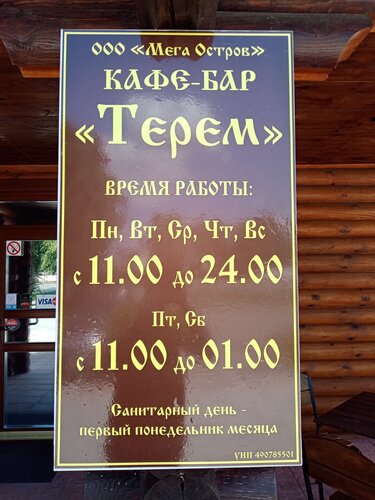 ООО «Мега Остров»
КАФЕ-БАР
«Терем»
ВРЕМЯ РАБОТЫ:
Пн, Вт, Ср, Чт, Вс
с 11.00 до 24.00
Пт, Сб
с 11.00 до 01.00
Санитарный день -
первый понедельник месяца
УНП 490785501
VISA